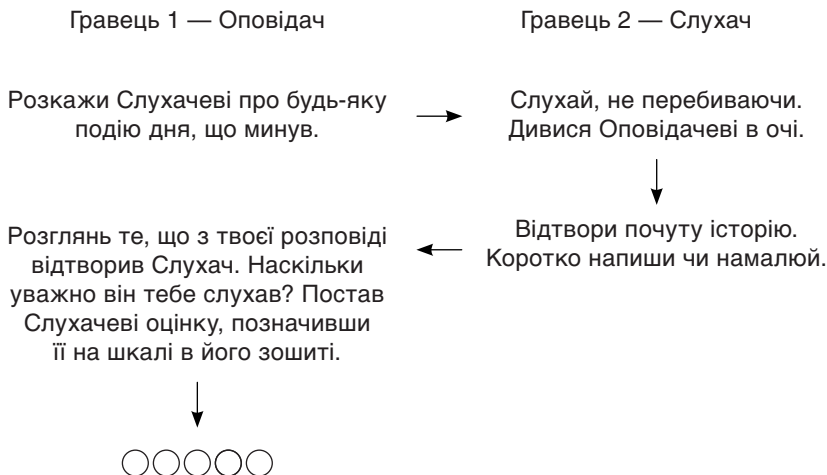 Гравець 1 — Оповідач
Гравець 2 — Слухач
Розкажи Слухачеві про будь-яку
подію дня, що минув.
Слухай, не перебиваючи.
Дивися Оповідачеві в очі.
Відтвори почуту історію.
Коротко напиши чи намалюй.
Розглянь те, що з твоєї розповіді
відтворив Слухач. Наскільки
уважно він тебе слухав? Постав
Слухачеві оцінку, позначивши
її на шкалі в його зошиті.